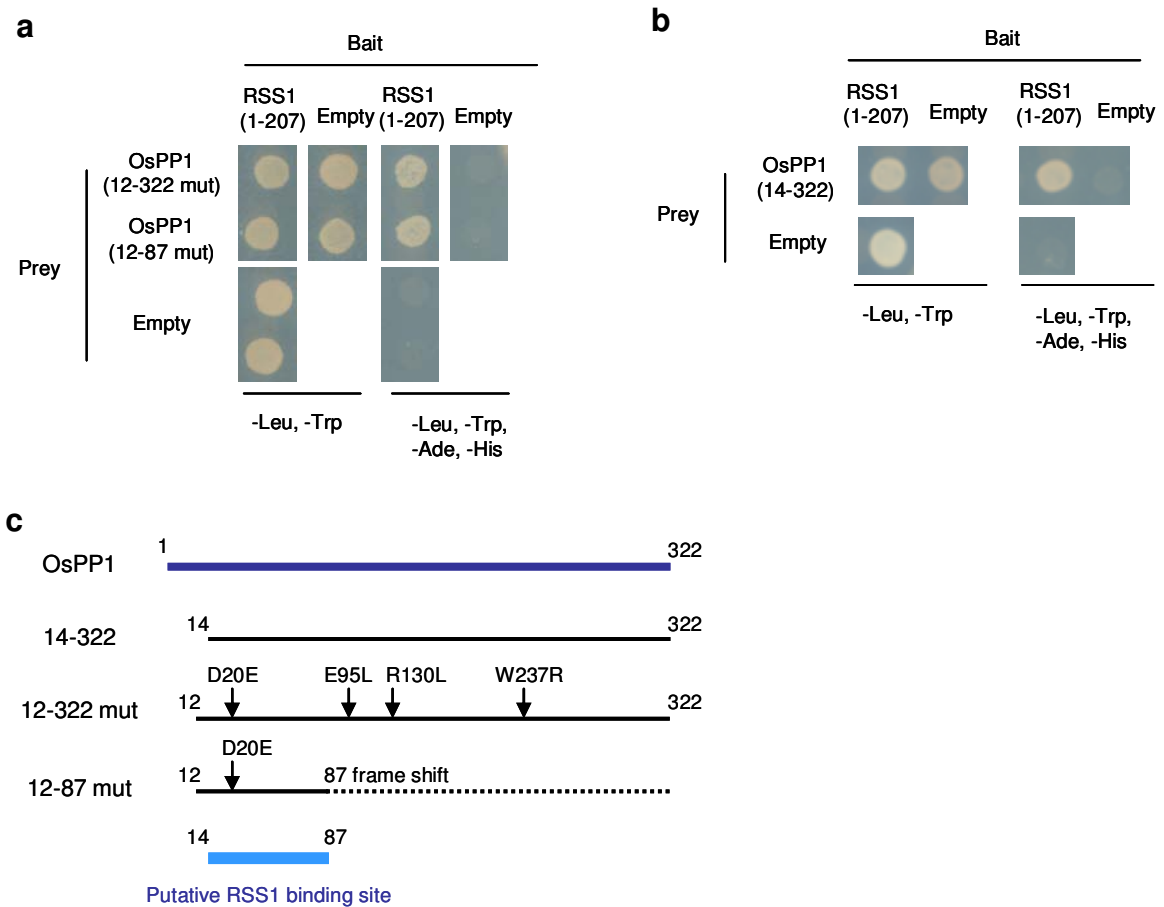 a
Bait
RSS1
(1-207)
Empty
RSS1
(1-207)
Empty
OsPP1
(12-322 mut)
OsPP1
(12-87 mut)
Prey
Empty
-Leu, -Trp
-Leu, -Trp,
-Ade, -His
b
Bait
RSS1
(1-207)
Empty
RSS1
(1-207)
Empty
OsPP1
(14-322)
Prey
Empty
-Leu, -Trp
-Leu, -Trp,
-Ade, -His
c
1
322
OsPP1
14
322
14-322
D20E
E95L
R130L
W237R
12
322
12-322 mut
D20E
12
87 frame shift
12-87 mut
14
87
Putative RSS1 binding site